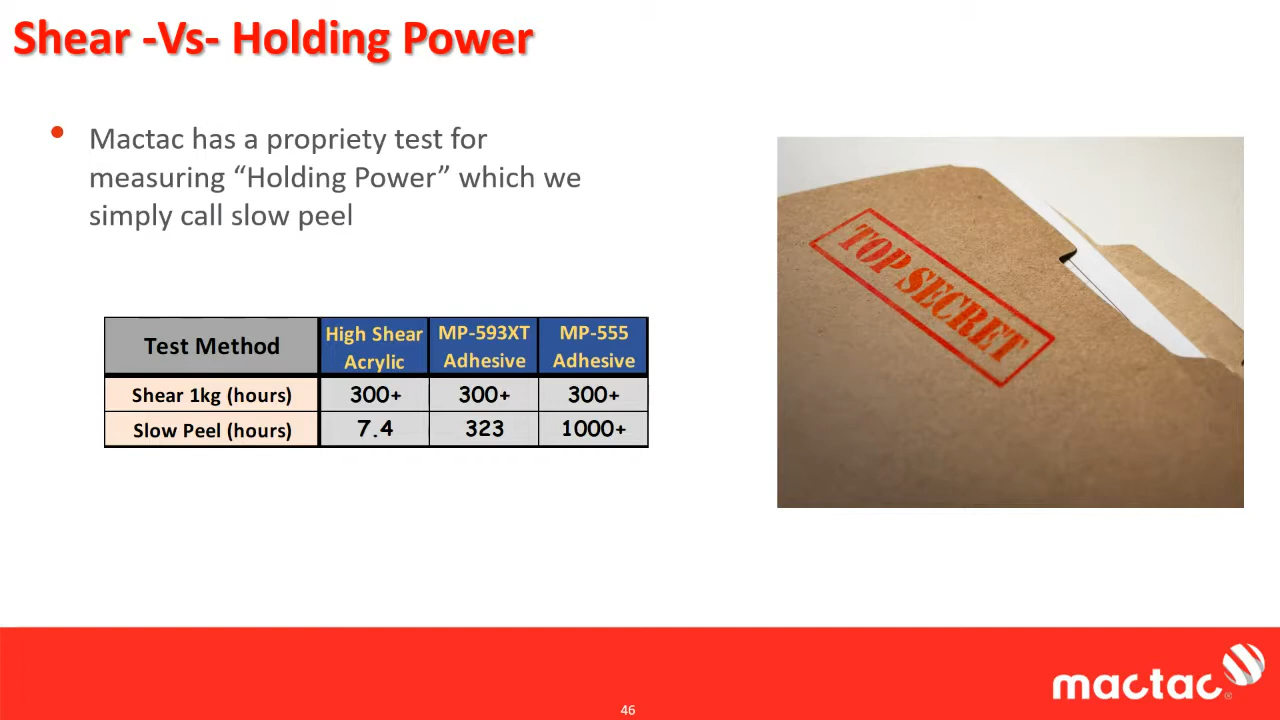 Shear -Vs- Holding Power
• Mactac has a propriety test for
measuring “Holding Power” which we
simply call slow peel
TOP SECRET
Test Method High Shear Acrylic MP-593XT Adhesive MP-555 Adhesive
Shear 1kg (hours) 300+ 300+ 300+
Slow Peel (hours) 7.4 323 1000+
mactac®
46